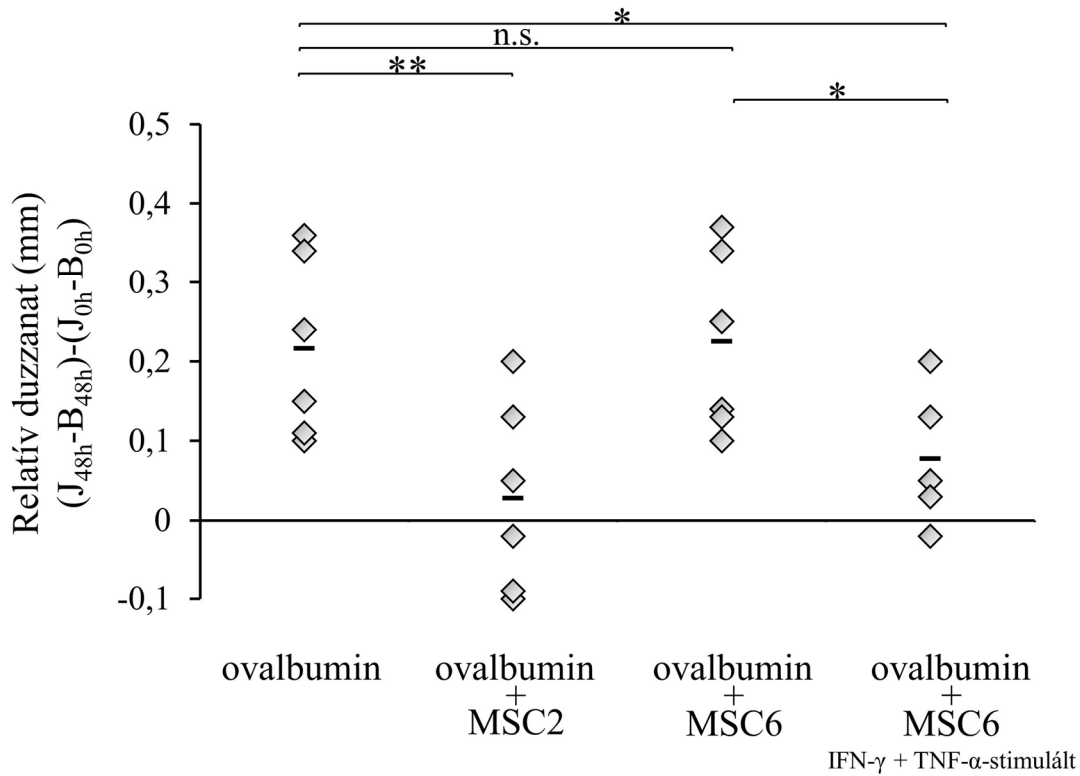 *
n.s.
**
*
Relatív duzzanat (mm)
(J48h-B48h)-(J0h-B0h)
0,5
0,4
0,3
0,2
0,1
0
-0,1
ovalbumin
ovalbumin
+
MSC2
ovalbumin
+
MSC6
ovalbumin
+
MSC6
IFN-γ + TNF-α-stimulált